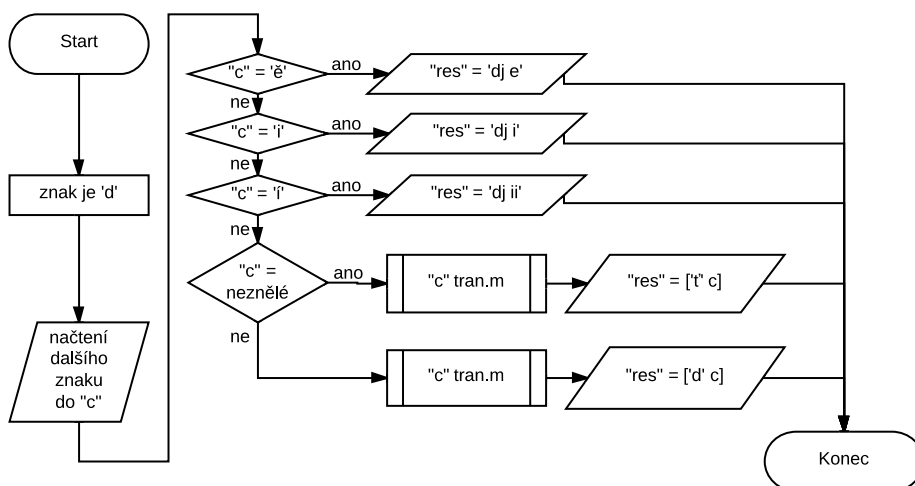 Start
znak je 'd'
načtení
dalšího
znaku
do "c"
"c" = 'ě'
ano
"res" = 'dj e'
ne
"c" = 'i'
ano
"res" = 'dj i'
ne
"c" = 'í'
ano
"res" = 'dj ii'
ne
"c" =
neznělé
ano
"c" tran.m
"res" = ['t' c]
ne
"c" tran.m
"res" = ['d' c]
Konec